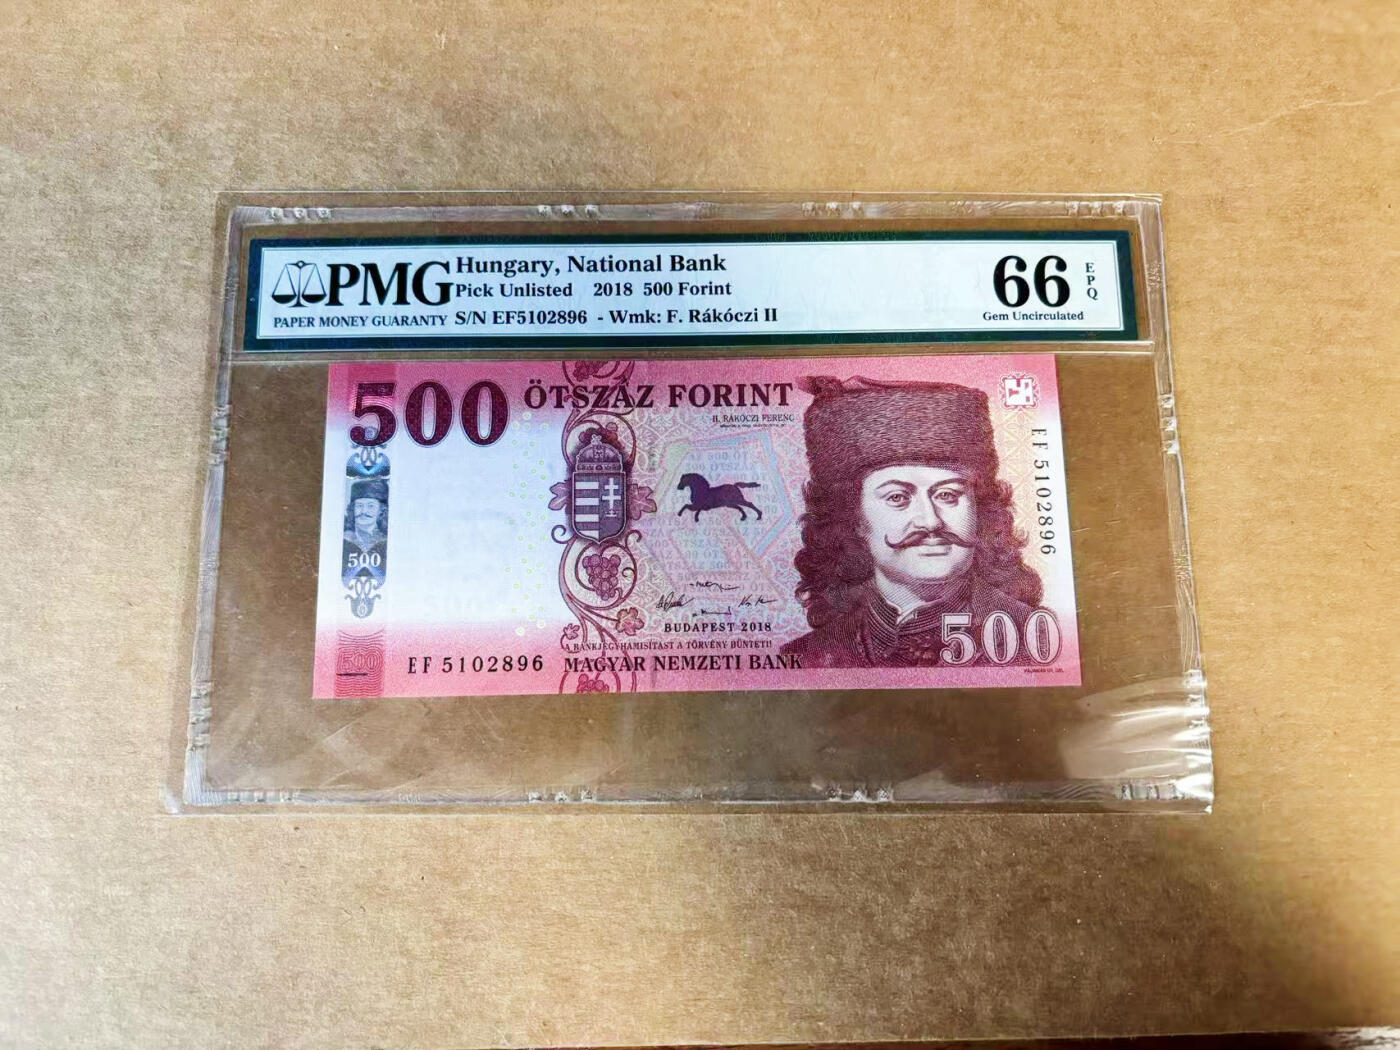 PMG
PAPER MONEY GUARANTY
Hungary, National Bank
Pick Unlisted 2018 500 Forint
S/N EF5102896 - Wmk: F. Rákóczi II
66
EPQ
Gem Uncirculated
500 ÖTSZÁZ FORINT
II. RÁKÓCZI FERENC
EF 5102896
500
BUDAPEST 2018
A BANKJEGYHAMISÍTÁST A TÖRVÉNY BÜNTETI!
500
EF 5102896 MAGYAR NEMZETI BANK
500